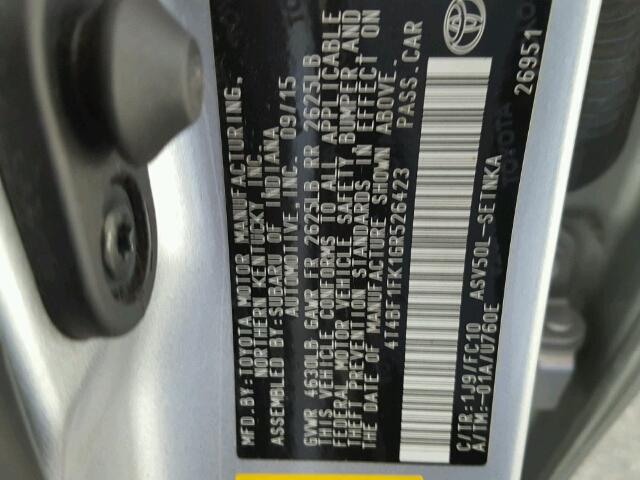 MFD.BY:TOYOTA MOTOR MANUFACTURING,
NORTHERN KENTUCKY INC.
ASSEMBLED BY:SUBARU OF INDIANA
AUTOMOTIVE,INC. 09/15
GVWR 4630LB GAWR FR 2625LB RR 2625LB
THIS VEHICLE CONFORMS TO ALL APPLICABLE
FEDERAL MOTOR VEHICLE SAFETY BUMPER,AND
THEFT PREVENTION STANDARDS IN EFFECT ON
THE DATE OF MANUFACTURE SHOWN ABOVE.
4T4BF1FK1GR526423 PASS.CAR
C/TR:1J9/FC10 ASV50L-SETNKA
A/TM:-01A/U760E
26951